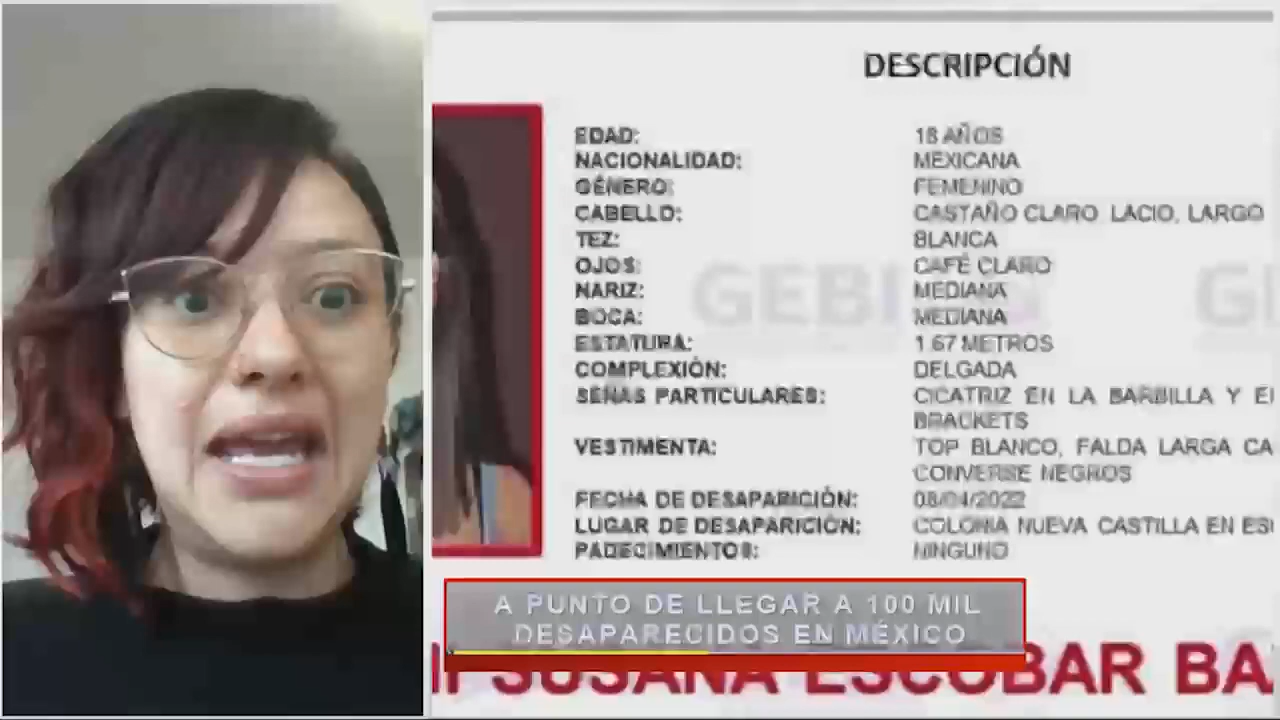 DESCRIPCIÓN
EDAD: 18 AÑOS
NACIONALIDAD: MEXICANA
GÉNERO: FEMENINO
CABELLO: CASTAÑO CLARO LACIO, LARGO
TEZ: BLANCA
OJOS: CAFÉ CLARO
NARIZ: MEDIANA
BOCA: MEDIANA
ESTATURA: 1.67 METROS
COMPLEXIÓN: DELGADA
SEÑAS PARTICULARES: CICATRIZ EN LA BARBILLA Y
BRACKETS
VESTIMENTA: TOP BLANCO, FALDA LARGA CA
CONVERSE NEGROS
FECHA DE DESAPARICIÓN: 08/04/2022
LUGAR DE DESAPARICIÓN: COLONIA NUEVA CASTILLA EN ES
PADECIMIENTOS: NINGUNO
A PUNTO DE LLEGAR A 100 MIL
DESAPARECIDOS EN MÉXICO
I SUSANA ESCOBAR BA